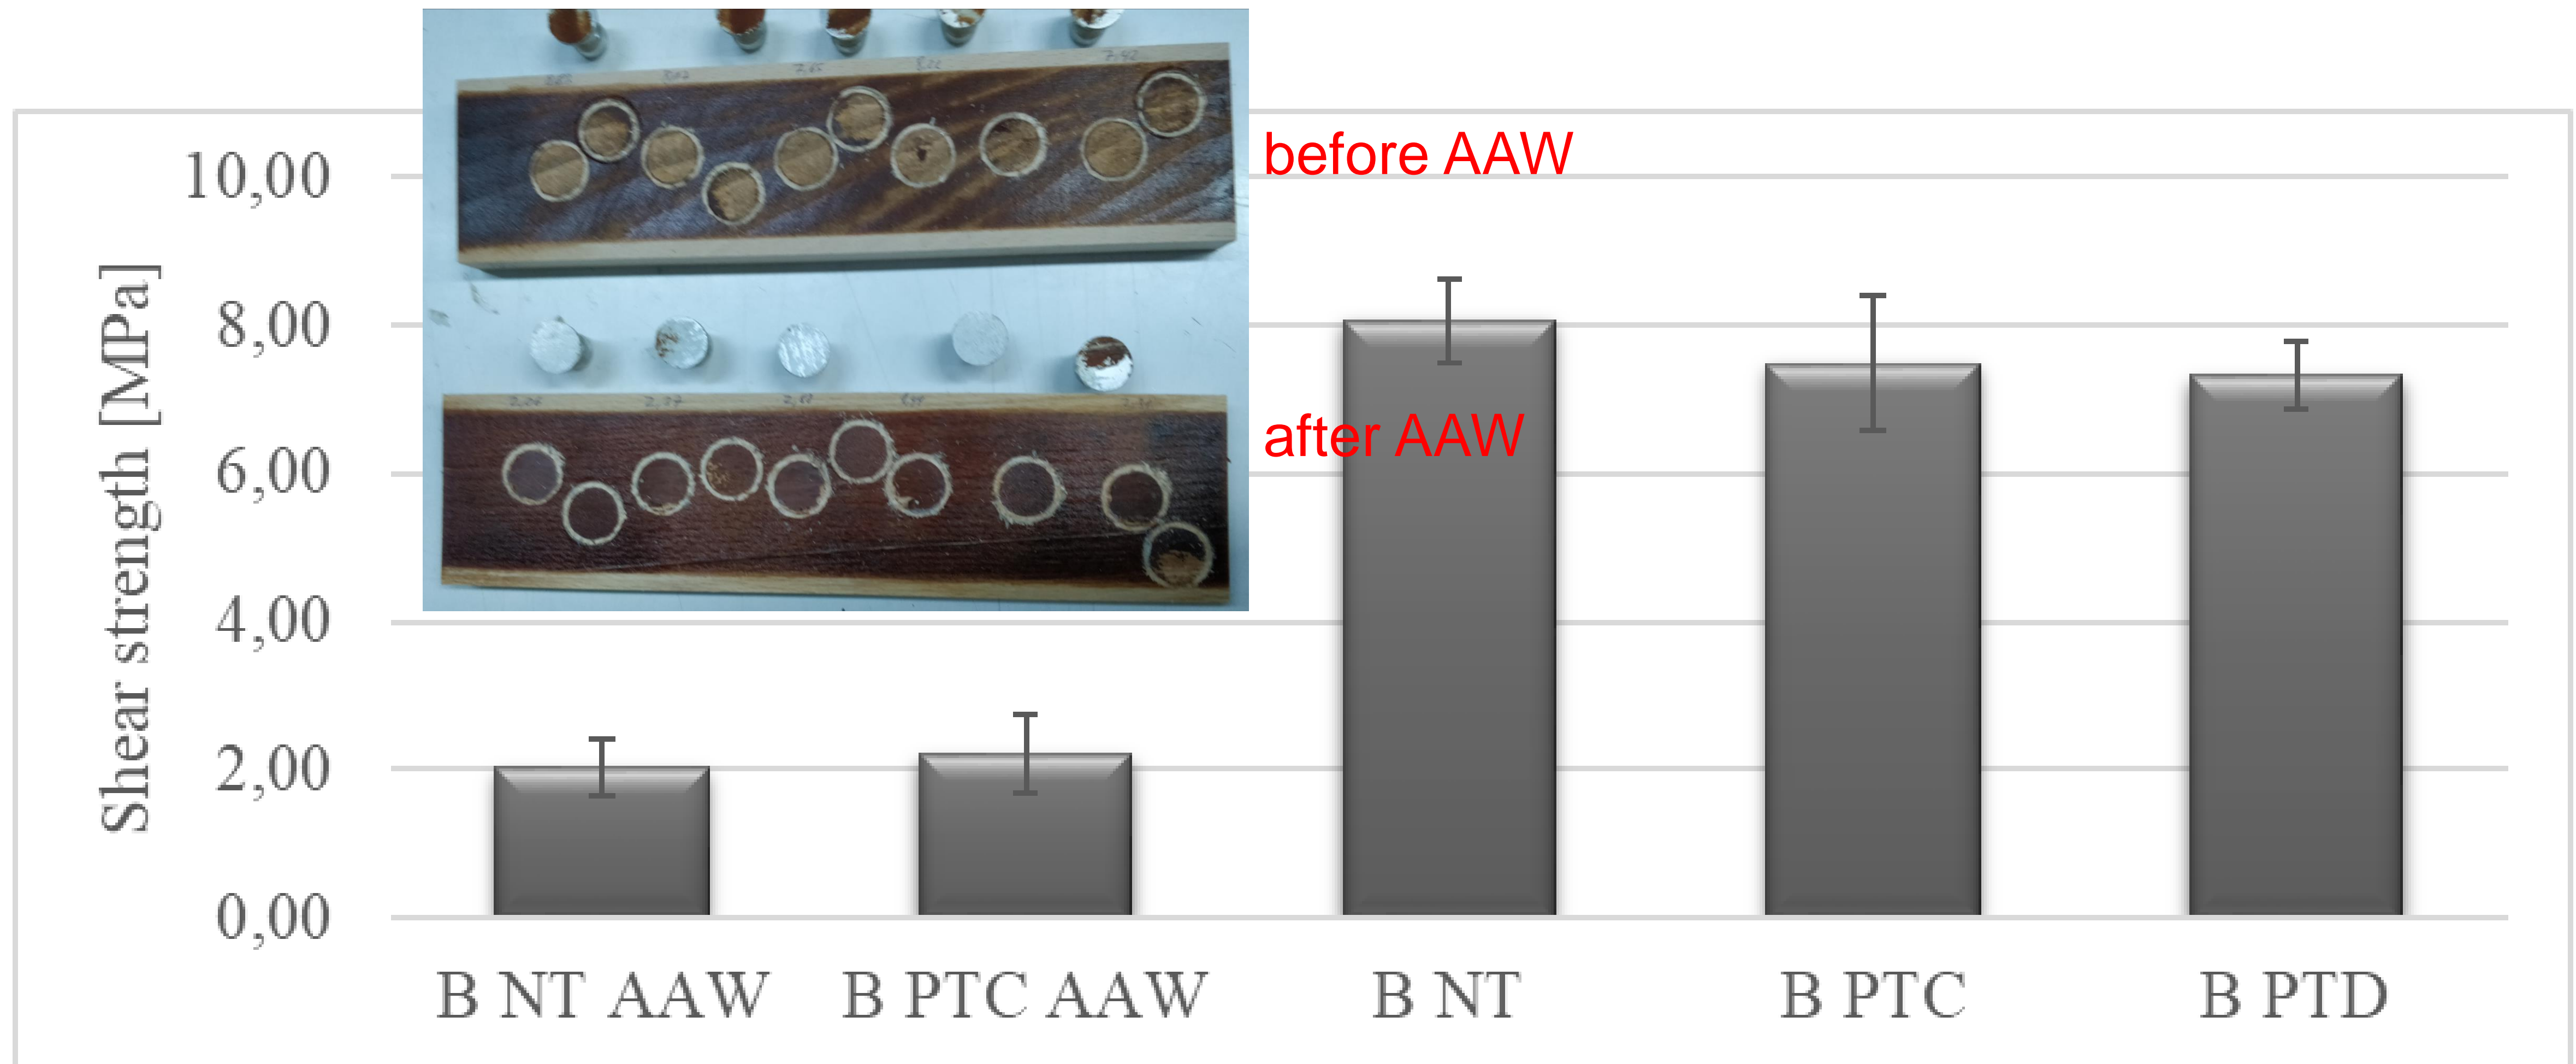 before AAW
10,00
8,00
after AAW
6,00
4,00
2,00
0,00
Shear strength [MPa]
B NT AAW B PTC AAW B NT B PTC B PTD